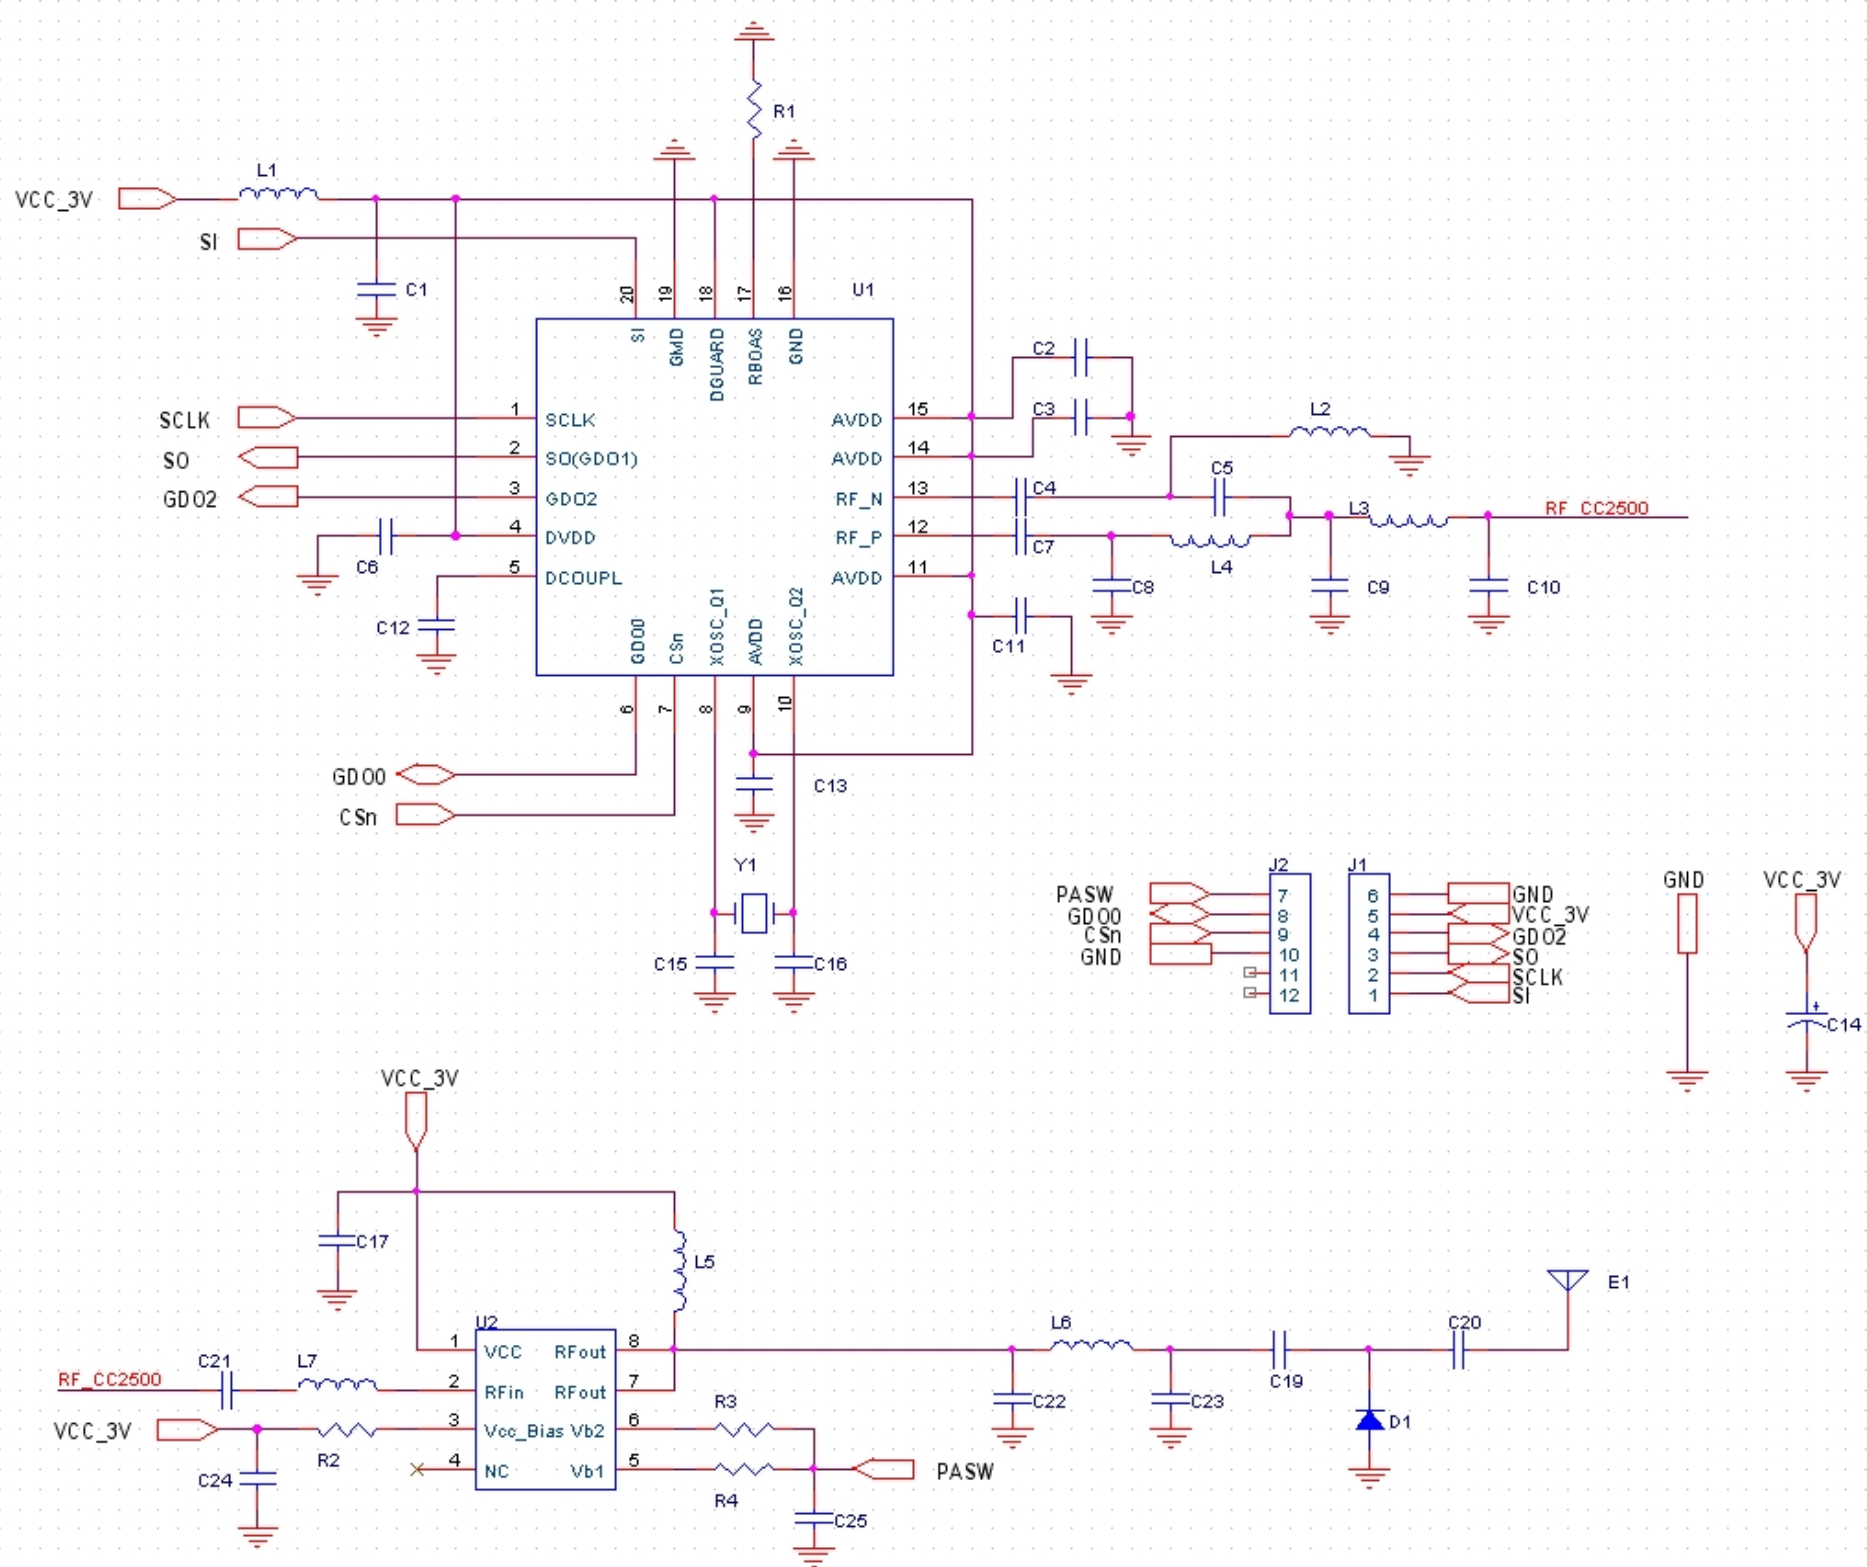 R1
L1
VCC_3V
SI
C1
U1
20
19
18
17
16
SI
GMD
DGUARD
RBOAS
GND
C2
C3
L2
SCLK
1
SCLK
AVDD
15
SO
2
SO(GDO1)
AVDD
14
C5
GDO2
3
GDO2
RF_N
13
C4
L3
RF_CC2500
4
DVDD
RF_P
12
C7
C6
L4
5
DCOUPL
AVDD
11
C8
C9
C10
C12
C11
GDO0
CSn
XOSC_Q1
AVDD
XOSC_Q2
6
7
8
9
10
GDO0
C13
CSn
Y1
C15
C16
J2
J1
PASW
7
6
GND
GDO0
8
5
VCC_3V
CSn
9
4
GDO2
GND
10
3
SO
11
2
SCLK
12
1
SI
GND
VCC_3V
+
C14
VCC_3V
C17
L5
E1
U2
L6
C20
1
VCC
RFout
8
C19
C21
L7
RF_CC2500
2
RFin
RFout
7
R3
C22
C23
D1
VCC_3V
3
Vcc_Bias
Vb2
6
R2
C24
4
NC
Vb1
5
PASW
R4
C25